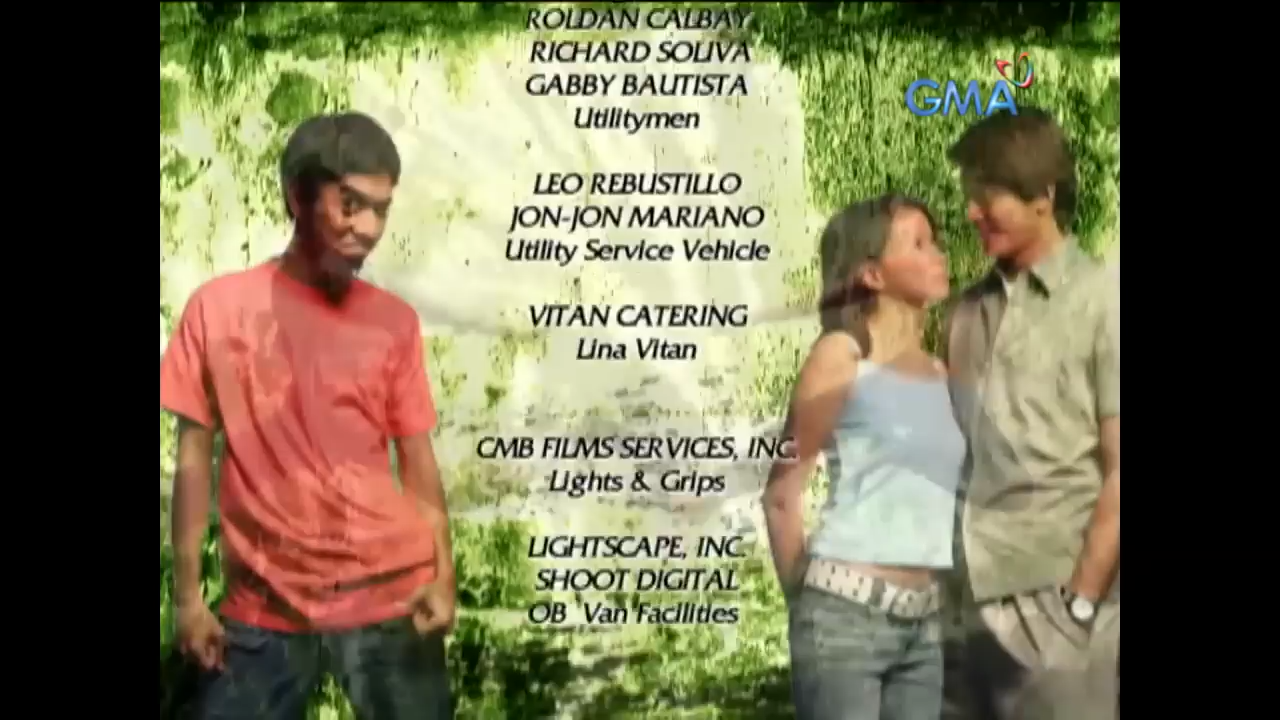 ROLDAN CALBAY
RICHARD SOLIVA
GABBY BAUTISTA
Utilitymen
GMA
LEO REBUSTILLO
JON-JON MARIANO
Utility Service Vehicle
VITAN CATERING
Lina Vitan
CMB FILMS SERVICES, INC.
Lights & Grips
LIGHTSCAPE, INC.
SHOOT DIGITAL
OB Van Facilities